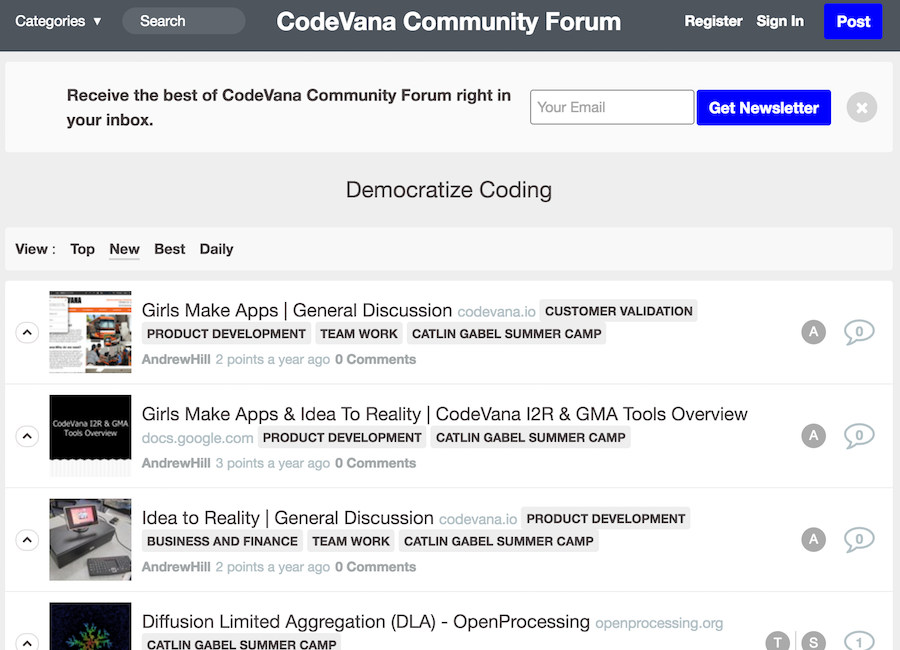 Categories ▼ Search CodeVana Community Forum Register Sign In Post
Receive the best of CodeVana Community Forum right in
your inbox.
Your Email Get Newsletter
Democratize Coding
View : Top New Best Daily
Girls Make Apps | General Discussion codevana.io CUSTOMER VALIDATION
PRODUCT DEVELOPMENT TEAM WORK CATLIN GABEL SUMMER CAMP
AndrewHill 2 points a year ago 0 Comments
A 0
CodeVana I2R & GMA
Tools Overview
Girls Make Apps & Idea To Reality | CodeVana I2R & GMA Tools Overview
docs.google.com PRODUCT DEVELOPMENT CATLIN GABEL SUMMER CAMP
AndrewHill 3 points a year ago 0 Comments
A 0
Idea to Reality | General Discussion codevana.io PRODUCT DEVELOPMENT
BUSINESS AND FINANCE TEAM WORK CATLIN GABEL SUMMER CAMP
AndrewHill 2 points a year ago 0 Comments
A 0
Diffusion Limited Aggregation (DLA) - OpenProcessing openprocessing.org
CATLIN GABEL SUMMER CAMP
T S 1